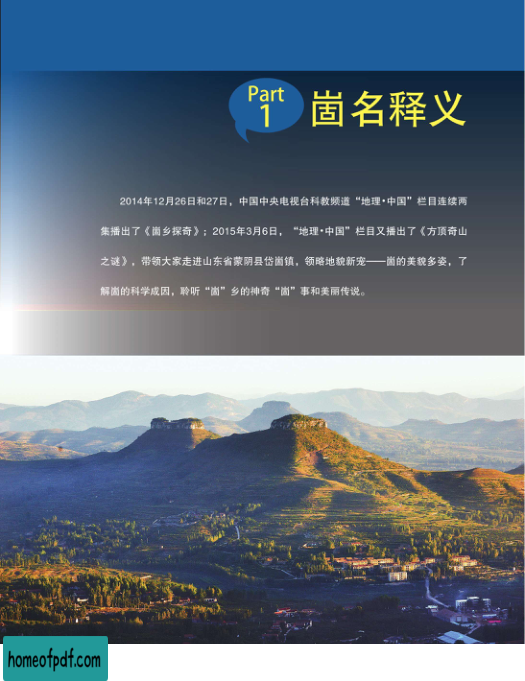 Part
1
崮名释义
2014年12月26日和27日，中国中央电视台科教频道“地理·中国”栏目连续两
集播出了《崮乡探奇》；2015年3月6日，“地理·中国”栏目又播出了《方顶奇山
之谜》，带领大家走进山东省蒙阴县岱崮镇，领略地貌新宠——崮的美貌多姿，了
解崮的科学成因，聆听“崮”乡的神奇“崮”事和美丽传说。
homeofpdf.com